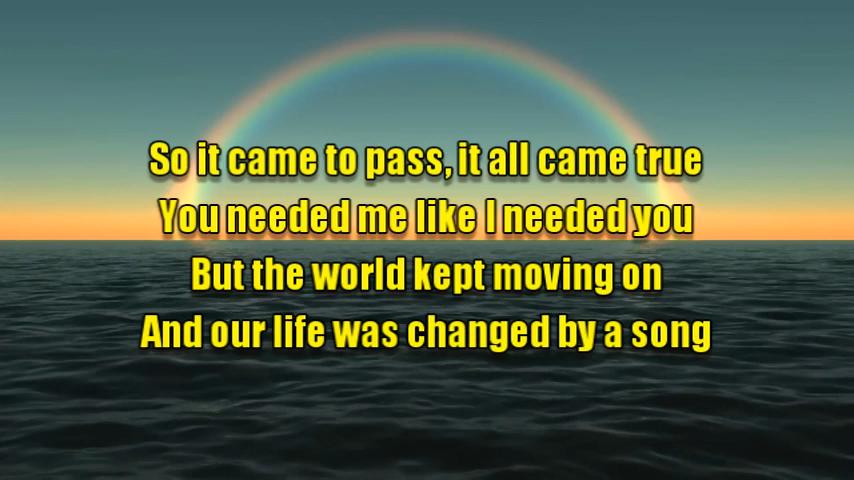 So it came to pass, it all came true
You needed me like I needed you
But the world kept moving on
And our life was changed by a song